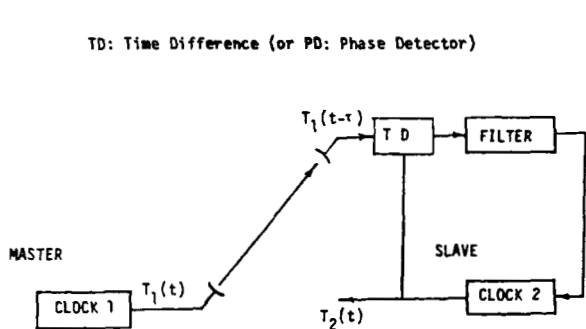 TD: Time Difference (or PD: Phase Detector)
T₁(t-τ)
T D
FILTER
MASTER
SLAVE
T₁(t)
CLOCK 1
CLOCK 2
T₂(t)